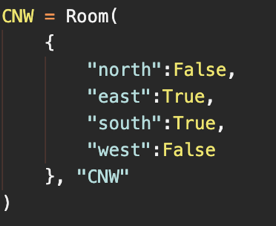 CNW = Room(
    {
        "north":False,
        "east":True,
        "south":True,
        "west":False
    }, "CNW"
)